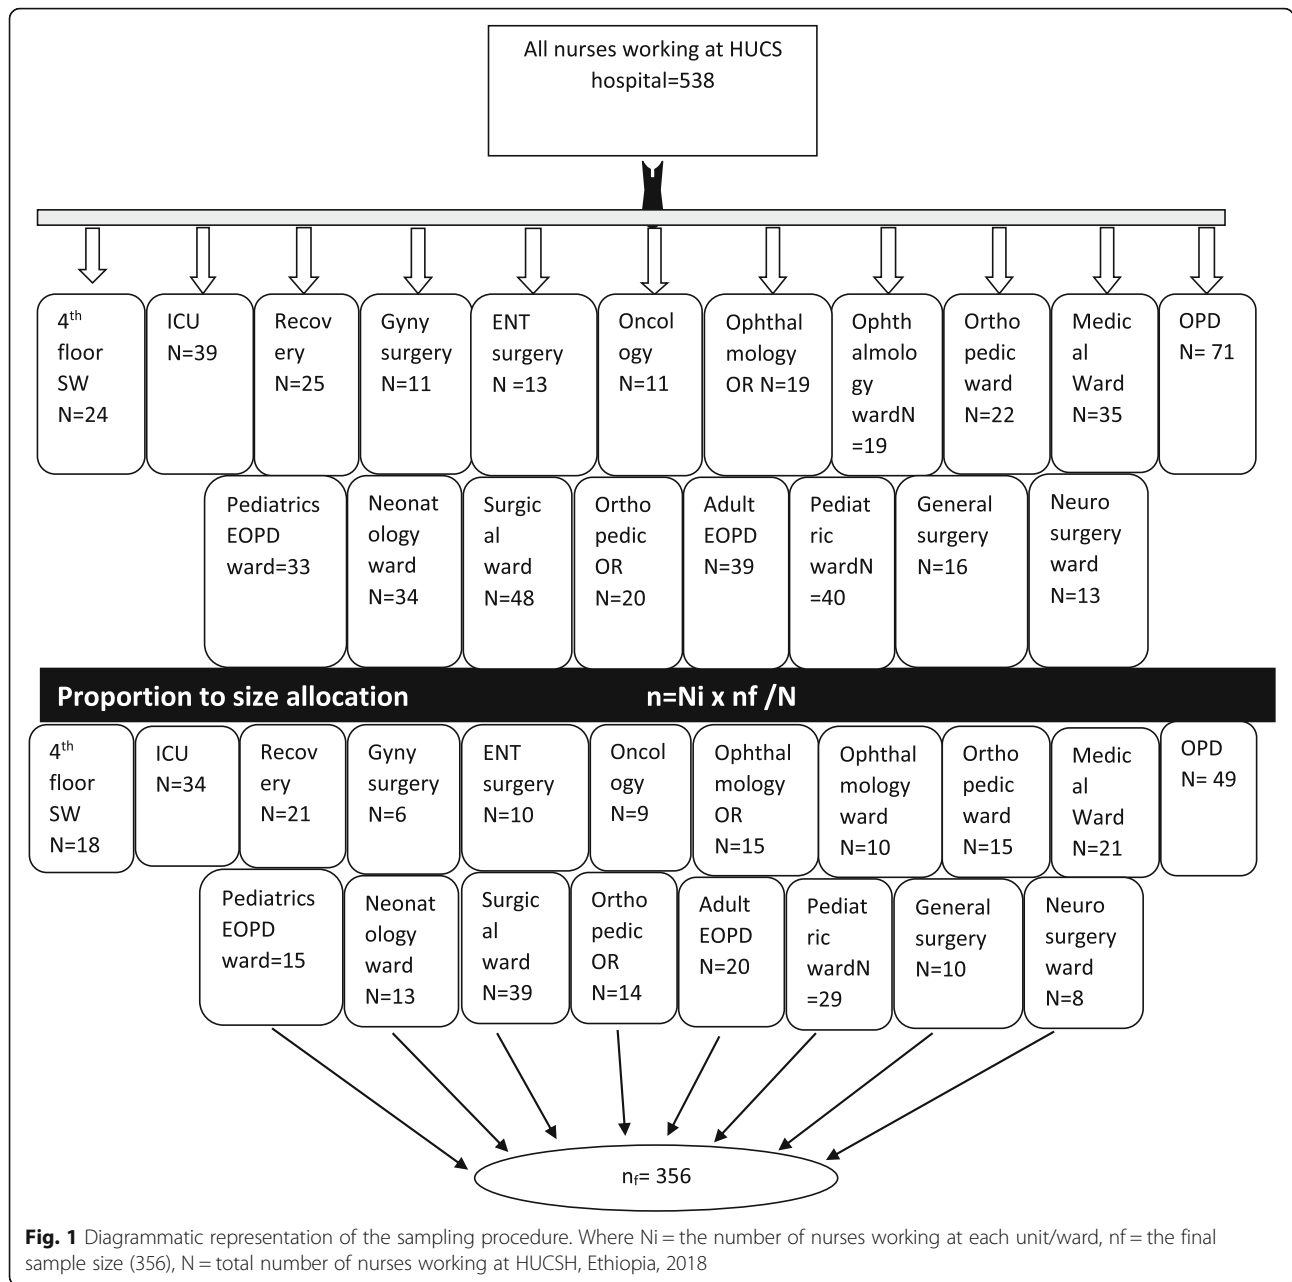 All nurses working at HUCS
hospital=538
4th
floor
SW
N=24
ICU
N=39
Recov
ery
N=25
Gyny
surgery
N=11
ENT
surgery
N =13
Oncol
ogy
N=11
Ophthal
mology
OR N=19
Ophth
almolo
gy
wardN
=19
Ortho
pedic
ward
N=22
Medic
al
Ward
N=35
OPD
N= 71
Pediatrics
EOPD
ward=33
Neonat
ology
ward
N=34
Surgic
al
ward
N=48
Ortho
pedic
OR
N=20
Adult
EOPD
N=39
Pediat
ric
wardN
=40
General
surgery
N=16
Neuro
surgery
ward
N=13
Proportion to size allocation n=Ni x nf /N
4th
floor
SW
N=18
ICU
N=34
Recov
ery
N=21
Gyny
surgery
N=6
ENT
surgery
N=10
Oncol
ogy
N=9
Ophthal
mology
OR
N=15
Ophthal
mology
ward
N=10
Ortho
pedic
ward
N=15
Medic
al
Ward
N=21
OPD
N= 49
Pediatrics
EOPD
ward=15
Neonat
ology
ward
N=13
Surgic
al
ward
N=39
Ortho
pedic
OR
N=14
Adult
EOPD
N=20
Pediat
ric
wardN
=29
General
surgery
N=10
Neuro
surgery
ward
N=8
nf= 356
Fig. 1 Diagrammatic representation of the sampling procedure. Where Ni = the number of nurses working at each unit/ward, nf = the final
sample size (356), N = total number of nurses working at HUCSH, Ethiopia, 2018